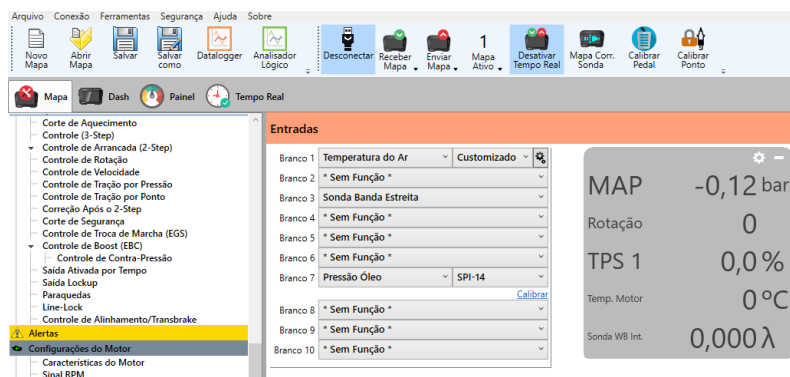 Arquivo Conexão Ferramentas Segurança Ajuda Sobre
Novo Mapa
Abrir Mapa
Salvar
Salvar como
Datalogger
Analisador Lógico
Desconectar
Receber Mapa
Enviar Mapa
1
Mapa Ativo
Desativar Tempo Real
Mapa Corr. Sonda
Calibrar Pedal
Calibrar Ponto
Mapa Dash Painel Tempo Real
Corte de Aquecimento
Controle (3-Step)
Controle de Arrancada (2-Step)
Controle de Rotação
Controle de Velocidade
Controle de Tração por Pressão
Controle de Tração por Ponto
Correção Após o 2-Step
Corte de Segurança
Controle de Troca de Marcha (EGS)
Controle de Boost (EBC)
Controle de Contra-Pressão
Saída Ativada por Tempo
Saída Lockup
Paraquedas
Line-Lock
Controle de Alinhamento/Transbrake
Alertas
Configurações do Motor
Características do Motor
Sinal RPM
Entradas
Branco 1 Temperatura do Ar Customizado
Branco 2 * Sem Função *
Branco 3 Sonda Banda Estreita
Branco 4 * Sem Função *
Branco 5 * Sem Função *
Branco 6 * Sem Função *
Branco 7 Pressão Óleo SPI-14
Calibrar
Branco 8 * Sem Função *
Branco 9 * Sem Função *
Branco 10 * Sem Função *
MAP -0,12 bar
Rotação 0
TPS 1 0,0 %
Temp. Motor 0 ºC
Sonda WB Int. 0,000 λ